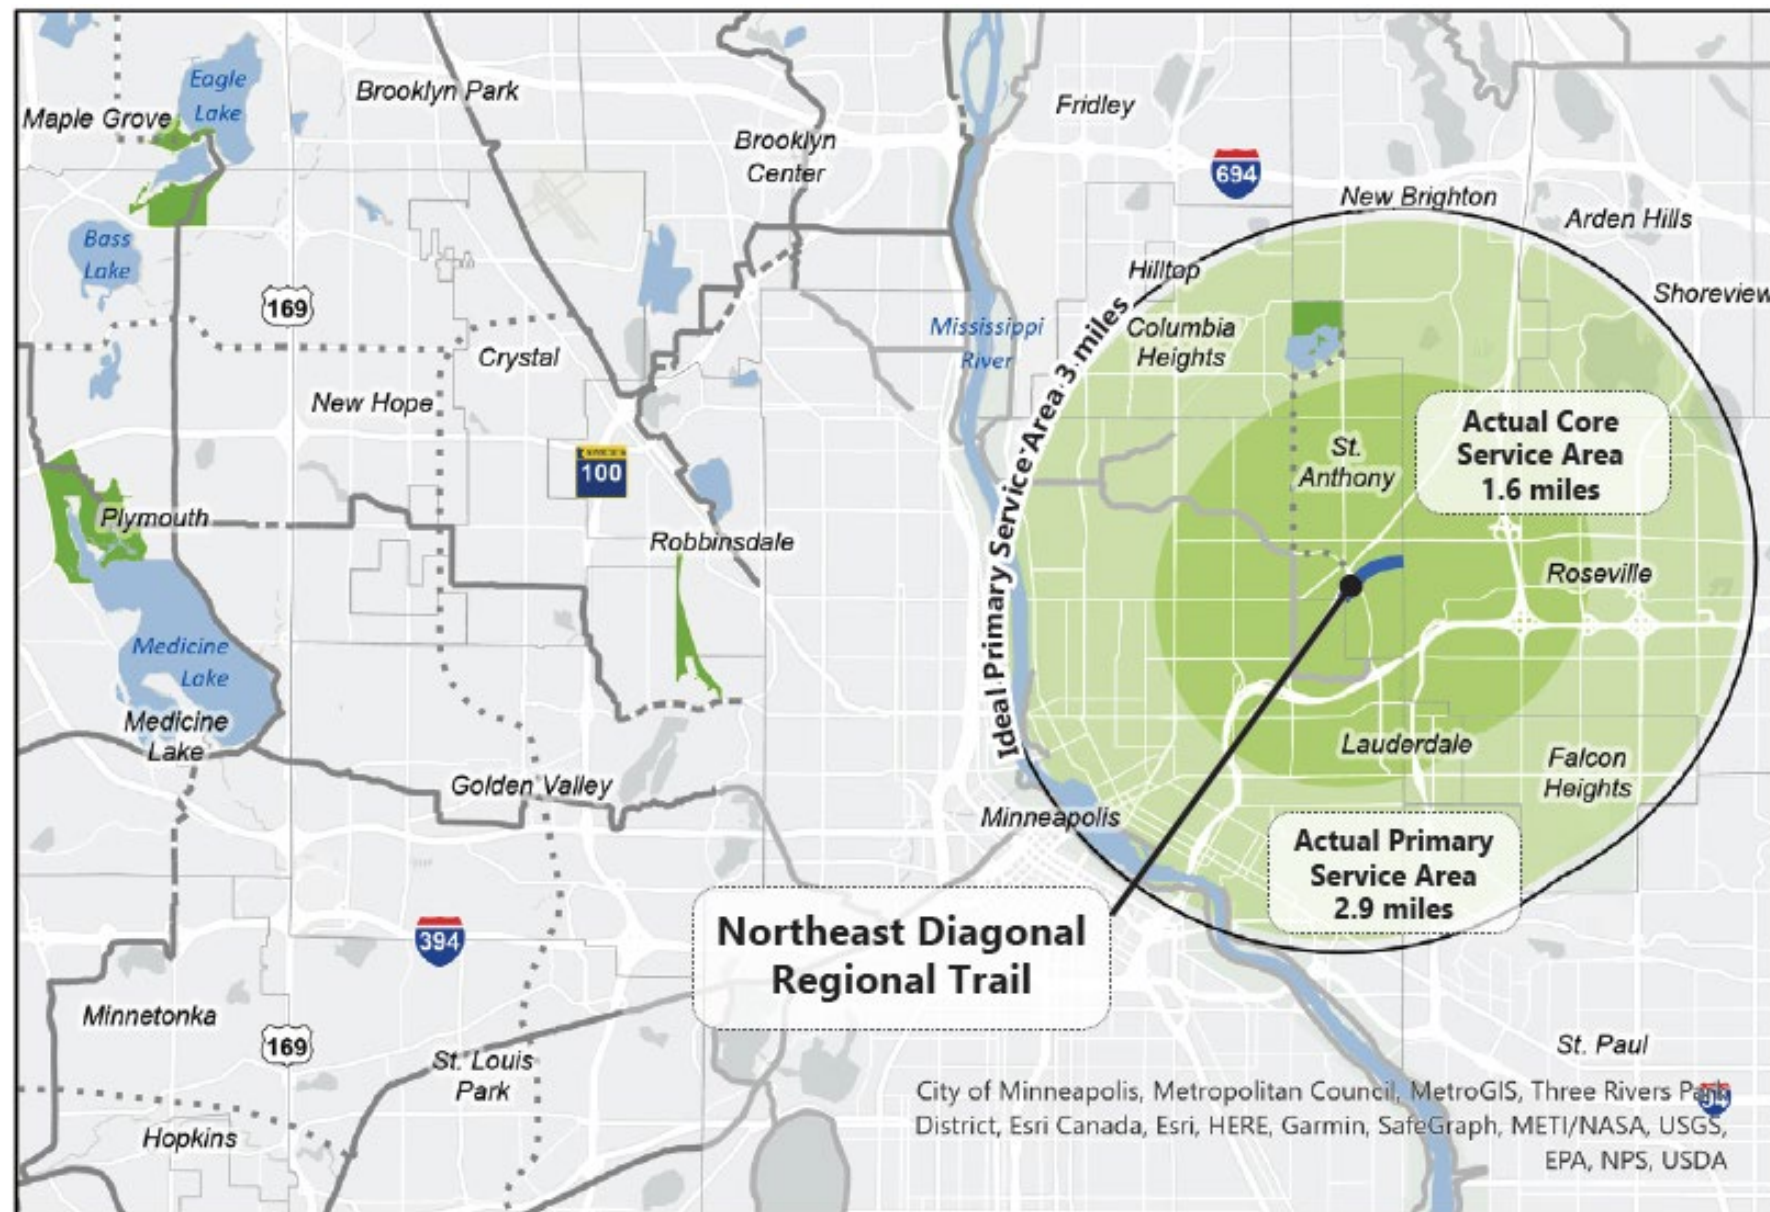 Eagle
Lake
Maple Grove
Brooklyn Park
Fridley
Brooklyn
Center
694
New Brighton
Arden Hills
Bass
Lake
Hilltop
Shoreview
169
Mississippi
River
Columbia
Heights
Crystal
New Hope
Ideal Primary Service Area 3 miles
Actual Core
Service Area
1.6 miles
St.
Anthony
100
Plymouth
Robbinsdale
Roseville
Medicine
Lake
Medicine
Lake
Lauderdale
Falcon
Heights
Golden Valley
Minneapolis
Actual Primary
Service Area
2.9 miles
394
Northeast Diagonal
Regional Trail
Minnetonka
169
St. Louis
Park
St. Paul
Hopkins
City of Minneapolis, Metropolitan Council, MetroGIS, Three Rivers Park
District, Esri Canada, Esri, HERE, Garmin, SafeGraph, METI/NASA, USGS,
EPA, NPS, USDA